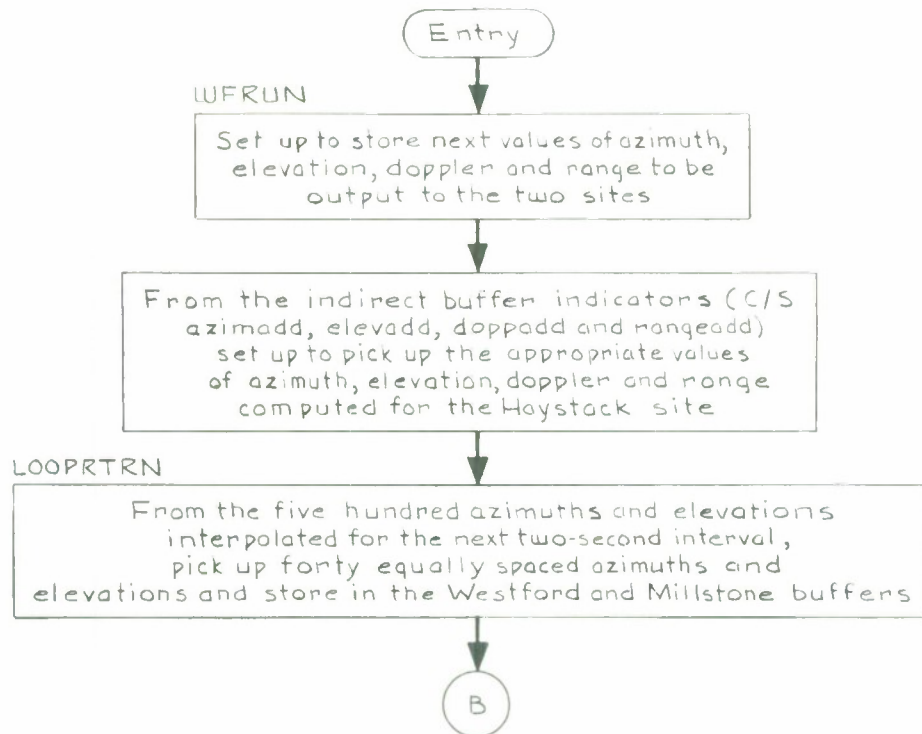 Entry
WFRUN
Set up to store next values of azimuth,
elevation, doppler and range to be
output to the two sites
From the indirect buffer indicators (C/S
azimadd, elevadd, doppadd and rangeadd)
set up to pick up the appropriate values
of azimuth, elevation, doppler and range
computed for the Haystack site
LOOPRTRN
From the five hundred azimuths and elevations
interpolated for the next two-second interval,
pick up forty equally spaced azimuths and
elevations and store in the Westford and Millstone buffers
B